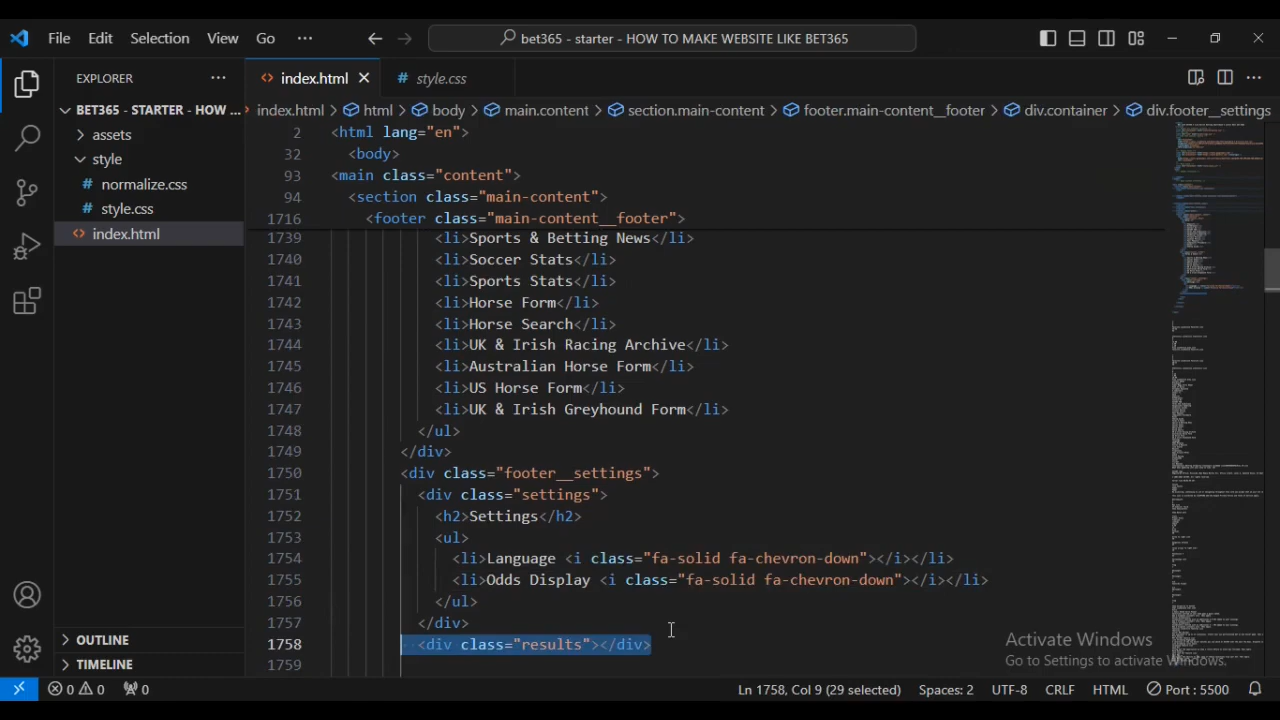 File Edit Selection View Go ··· bet365 - starter - HOW TO MAKE WEBSITE LIKE BET365
EXPLORER ··· index.html # style.css
BET365 - STARTER - HOW ... index.html > html > body > main.content > section.main-content > footer.main-content__footer > div.container > div.footer__settings
assets
style
# normalize.css
# style.css
index.html
2 <html lang="en">
32 <body>
93 <main class="content">
94 <section class="main-content">
1716 <footer class="main-content__footer">
1739 <li>Sports & Betting News</li>
1740 <li>Soccer Stats</li>
1741 <li>Sports Stats</li>
1742 <li>Horse Form</li>
1743 <li>Horse Search</li>
1744 <li>UK & Irish Racing Archive</li>
1745 <li>Australian Horse Form</li>
1746 <li>US Horse Form</li>
1747 <li>UK & Irish Greyhound Form</li>
1748 </ul>
1749 </div>
1750 <div class="footer__settings">
1751 <div class="settings">
1752 <h2>Settings</h2>
1753 <ul>
1754 <li>Language <i class="fa-solid fa-chevron-down"></i></li>
1755 <li>Odds Display <i class="fa-solid fa-chevron-down"></i></li>
1756 </ul>
1757 </div>
1758 <div class="results"></div>
1759
OUTLINE
TIMELINE
Activate Windows
Go to Settings to activate Windows.
0 0 0 Ln 1758, Col 9 (29 selected) Spaces: 2 UTF-8 CRLF HTML Port : 5500